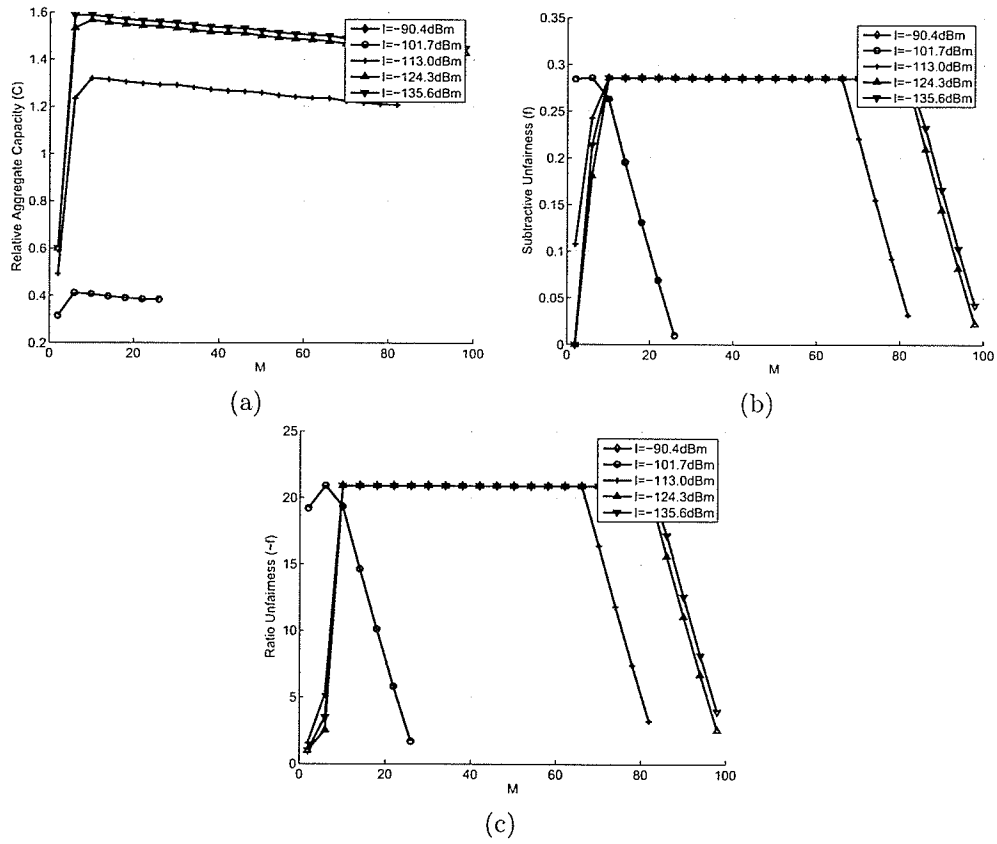 1.6
1.4
1.2
1
0.8
0.6
0.4
0.2
0
20
40
60
80
100
Relative Aggregate Capacity (C)
M
I=−90.4dBm
I=−101.7dBm
I=−113.0dBm
I=−124.3dBm
I=−135.6dBm
(a)
0.35
0.3
0.25
0.2
0.15
0.1
0.05
0
0
20
40
60
80
100
Subtractive Unfairness (f)
M
I=−90.4dBm
I=−101.7dBm
I=−113.0dBm
I=−124.3dBm
I=−135.6dBm
(b)
25
20
15
10
5
0
0
20
40
60
80
100
Ratio Unfairness (~f)
M
I=−90.4dBm
I=−101.7dBm
I=−113.0dBm
I=−124.3dBm
I=−135.6dBm
(c)